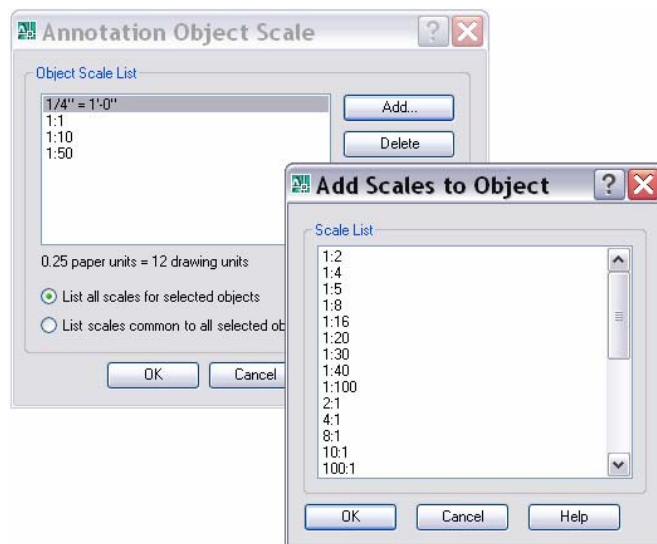 Annotation Object Scale
Object Scale List
1/4" = 1'-0"
1:1
1:10
1:50
Add...
Delete
0.25 paper units = 12 drawing units
List all scales for selected objects
List scales common to all selected ob
OK
Cancel
Add Scales to Object
Scale List
1:2
1:4
1:5
1:8
1:16
1:20
1:30
1:40
1:100
2:1
4:1
8:1
10:1
100:1
OK
Cancel
Help